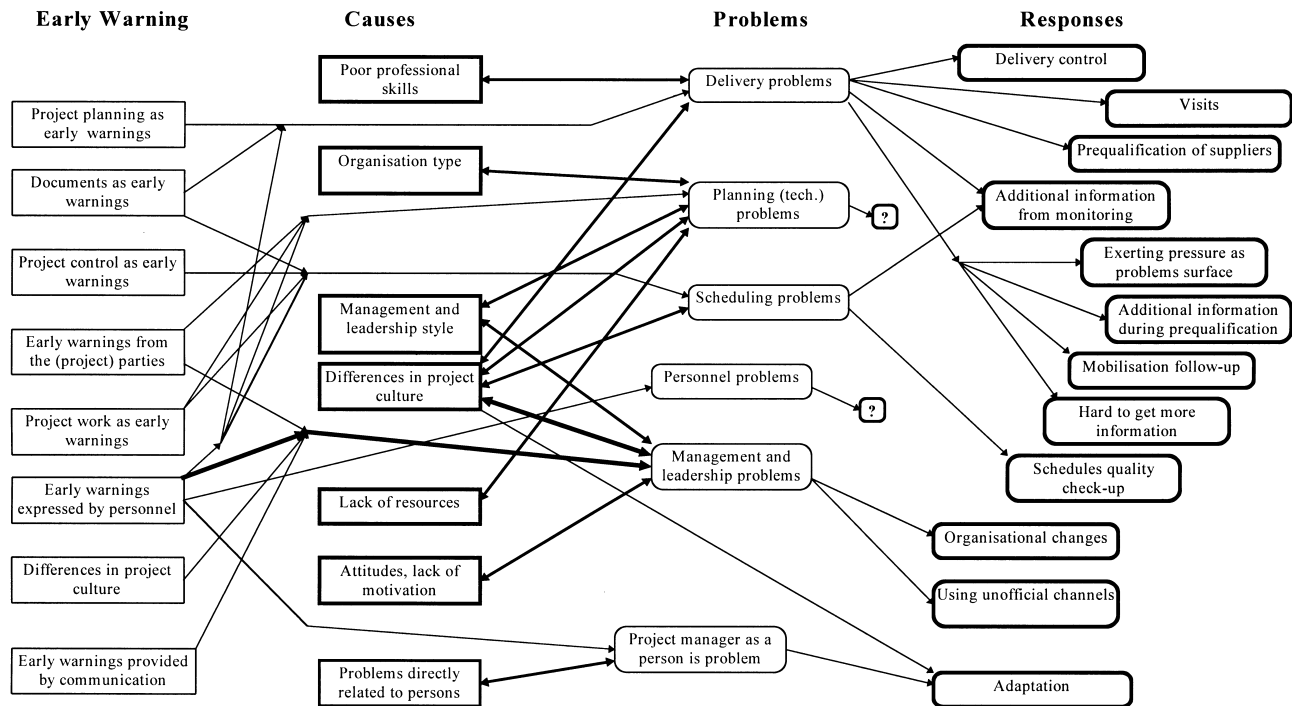 Early Warning
Causes
Problems
Responses
Project planning as
early warnings
Documents as early
warnings
Project control as early
warnings
Early warnings from
the (project) parties
Project work as early
warnings
Early warnings
expressed by personnel
Differences in project
culture
Early warnings provided
by communication
Poor professional
skills
Organisation type
Management and
leadership style
Differences in project
culture
Lack of resources
Attitudes, lack of
motivation
Problems directly
related to persons
Delivery problems
Planning (tech.)
problems
?
Scheduling problems
Personnel problems
?
Management and
leadership problems
Project manager as a
person is problem
Delivery control
Visits
Prequalification of suppliers
Additional information
from monitoring
Exerting pressure as
problems surface
Additional information
during prequalification
Mobilisation follow-up
Hard to get more
information
Schedules quality
check-up
Organisational changes
Using unofficial channels
Adaptation